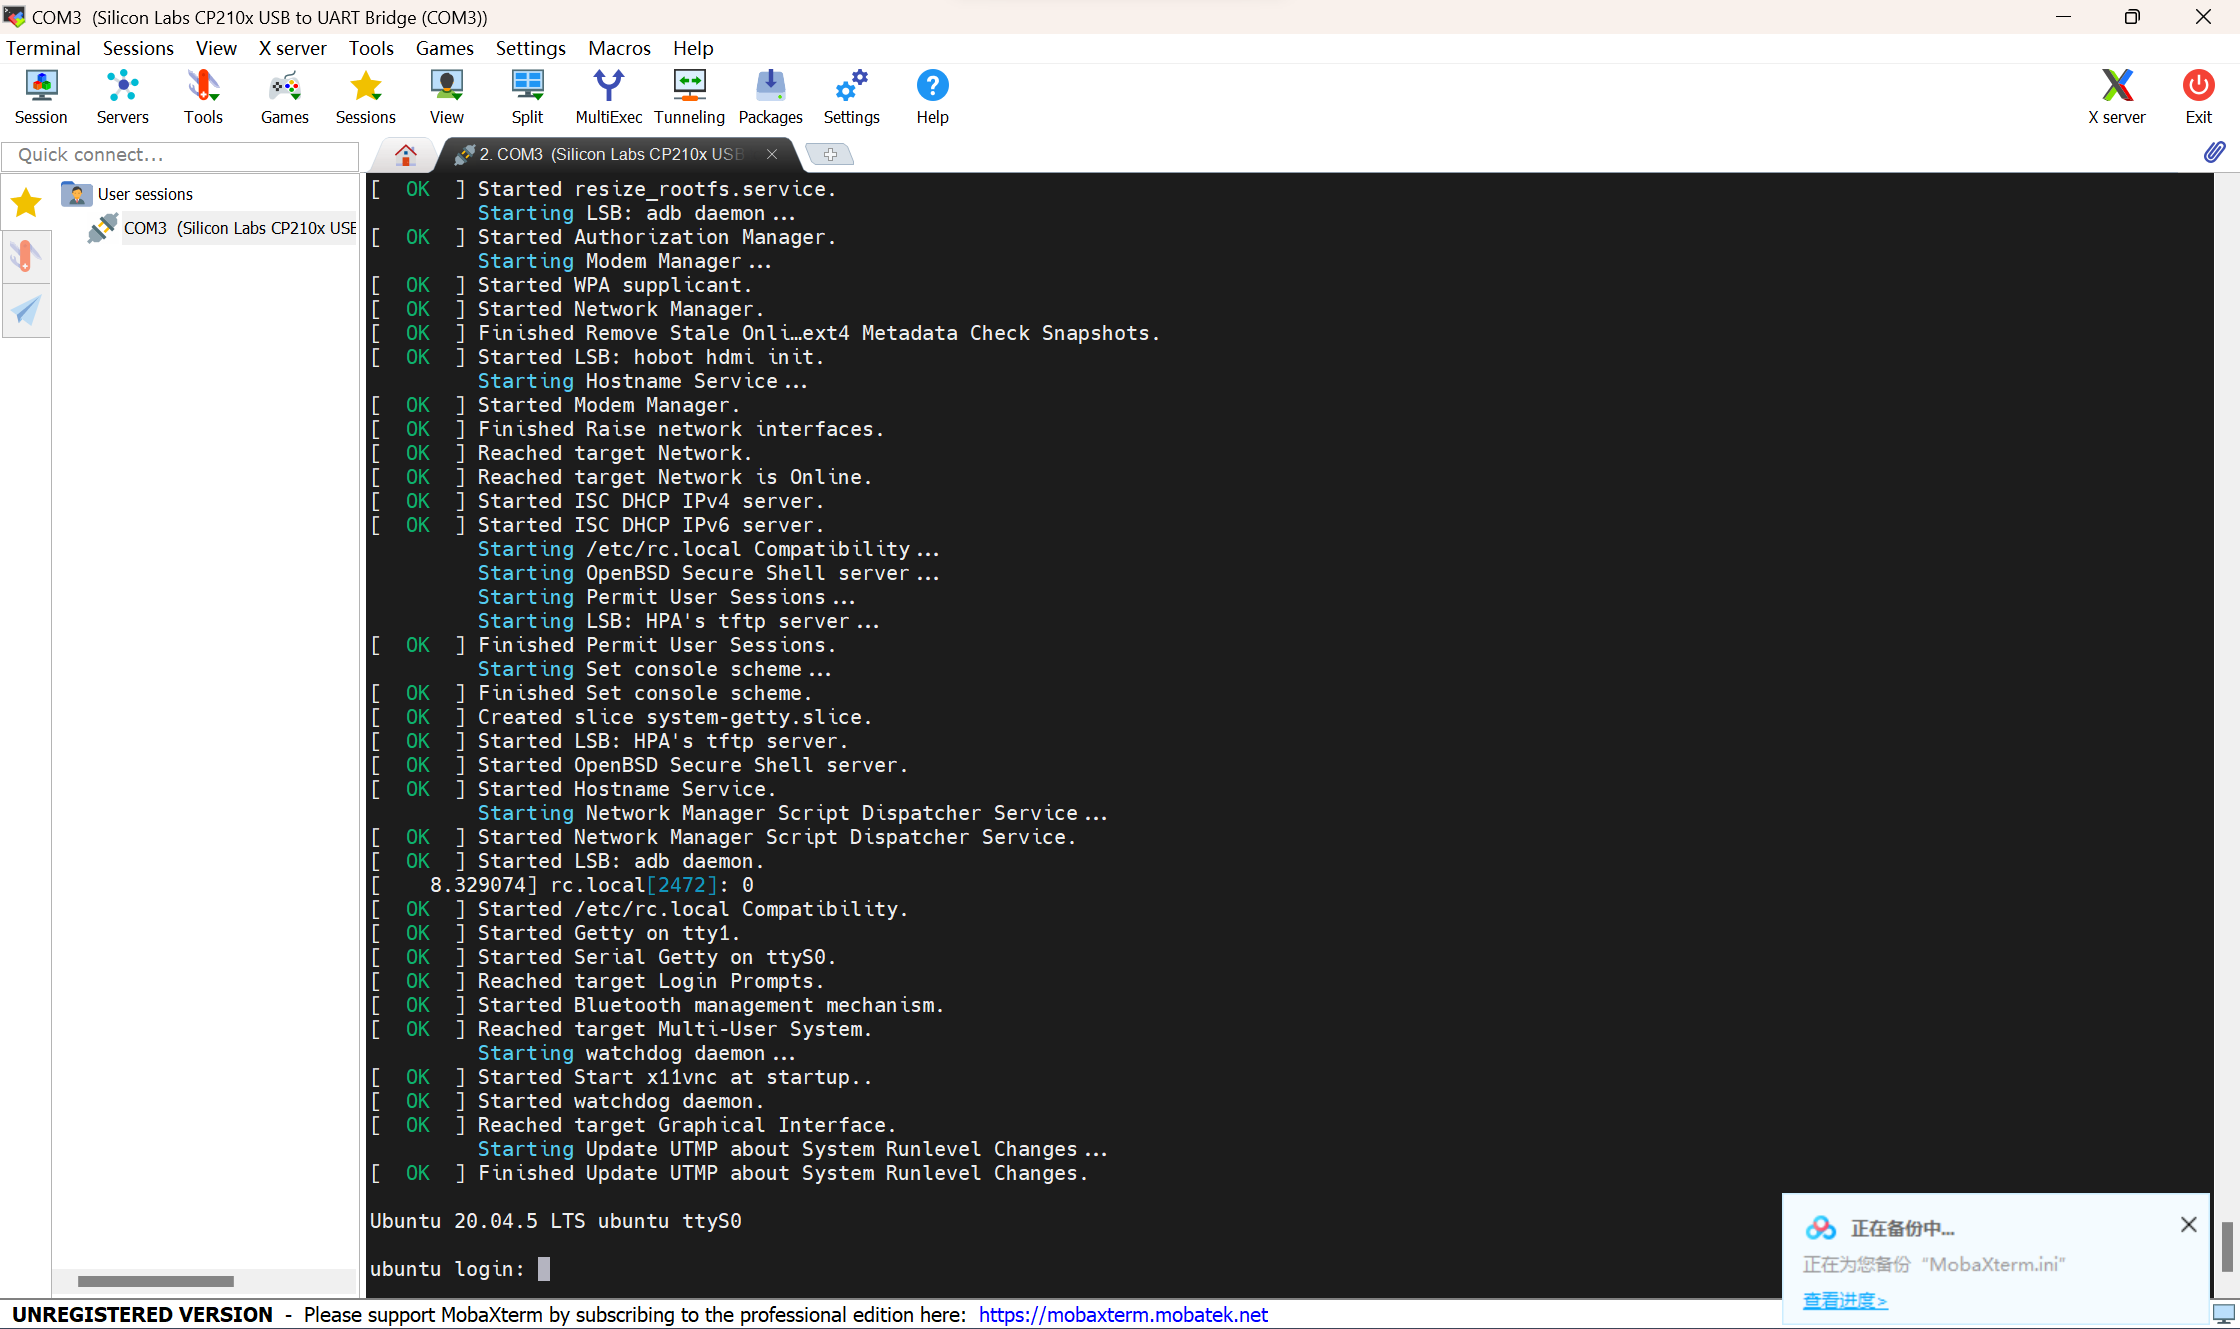 COM3  (Silicon Labs CP210x USB to UART Bridge (COM3))
Terminal Sessions View X server Tools Games Settings Macros Help
Session Servers Tools Games Sessions View Split MultiExec Tunneling Packages Settings Help X server Exit
Quick connect...
2. COM3  (Silicon Labs CP210x USB
User sessions
COM3  (Silicon Labs CP210x USE
[  OK  ] Started resize_rootfs.service.
         Starting LSB: adb daemon...
[  OK  ] Started Authorization Manager.
         Starting Modem Manager...
[  OK  ] Started WPA supplicant.
[  OK  ] Started Network Manager.
[  OK  ] Finished Remove Stale Onli…ext4 Metadata Check Snapshots.
[  OK  ] Started LSB: hobot hdmi init.
         Starting Hostname Service...
[  OK  ] Started Modem Manager.
[  OK  ] Finished Raise network interfaces.
[  OK  ] Reached target Network.
[  OK  ] Reached target Network is Online.
[  OK  ] Started ISC DHCP IPv4 server.
[  OK  ] Started ISC DHCP IPv6 server.
         Starting /etc/rc.local Compatibility...
         Starting OpenBSD Secure Shell server...
         Starting Permit User Sessions...
         Starting LSB: HPA's tftp server...
[  OK  ] Finished Permit User Sessions.
         Starting Set console scheme...
[  OK  ] Finished Set console scheme.
[  OK  ] Created slice system-getty.slice.
[  OK  ] Started LSB: HPA's tftp server.
[  OK  ] Started OpenBSD Secure Shell server.
[  OK  ] Started Hostname Service.
         Starting Network Manager Script Dispatcher Service...
[  OK  ] Started Network Manager Script Dispatcher Service.
[  OK  ] Started LSB: adb daemon.
[    8.329074] rc.local[2472]: 0
[  OK  ] Started /etc/rc.local Compatibility.
[  OK  ] Started Getty on tty1.
[  OK  ] Started Serial Getty on ttyS0.
[  OK  ] Reached target Login Prompts.
[  OK  ] Started Bluetooth management mechanism.
[  OK  ] Reached target Multi-User System.
         Starting watchdog daemon...
[  OK  ] Started Start x11vnc at startup..
[  OK  ] Started watchdog daemon.
[  OK  ] Reached target Graphical Interface.
         Starting Update UTMP about System Runlevel Changes...
[  OK  ] Finished Update UTMP about System Runlevel Changes.
Ubuntu 20.04.5 LTS ubuntu ttyS0
ubuntu login:
正在备份中...
正在为您备份 “MobaXterm.ini”
查看进度>
UNREGISTERED VERSION  -  Please support MobaXterm by subscribing to the professional edition here:  https://mobaxterm.mobatek.net